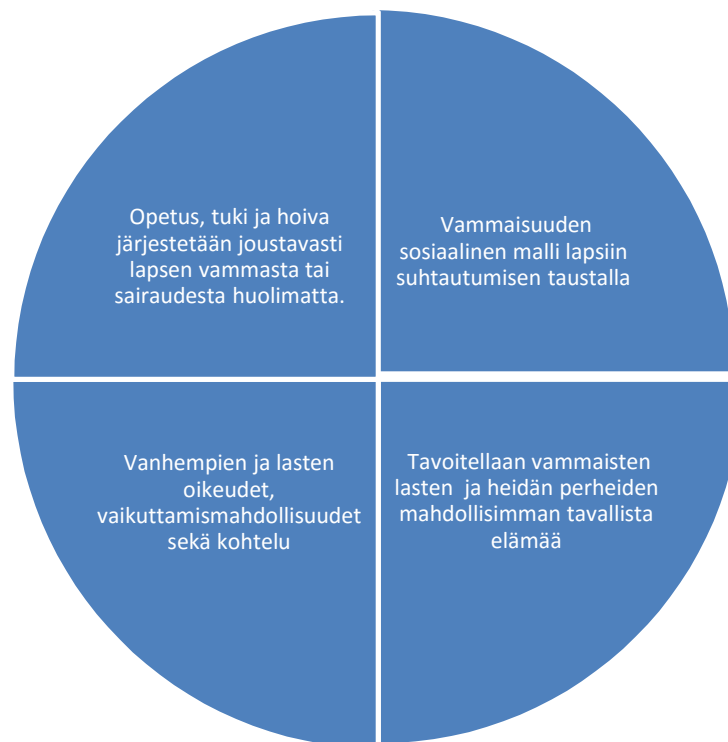 Opetus, tuki ja hoiva
järjestetään joustavasti
lapsen vammasta tai
sairaudesta huolimatta.
Vammaisuuden
sosiaalinen malli lapsiin
suhtautumisen taustalla
Vanhempien ja lasten
oikeudet,
vaikuttamismahdollisuudet
sekä kohtelu
Tavoitellaan vammaisten
lasten ja heidän perheiden
mahdollisimman tavallista
elämää